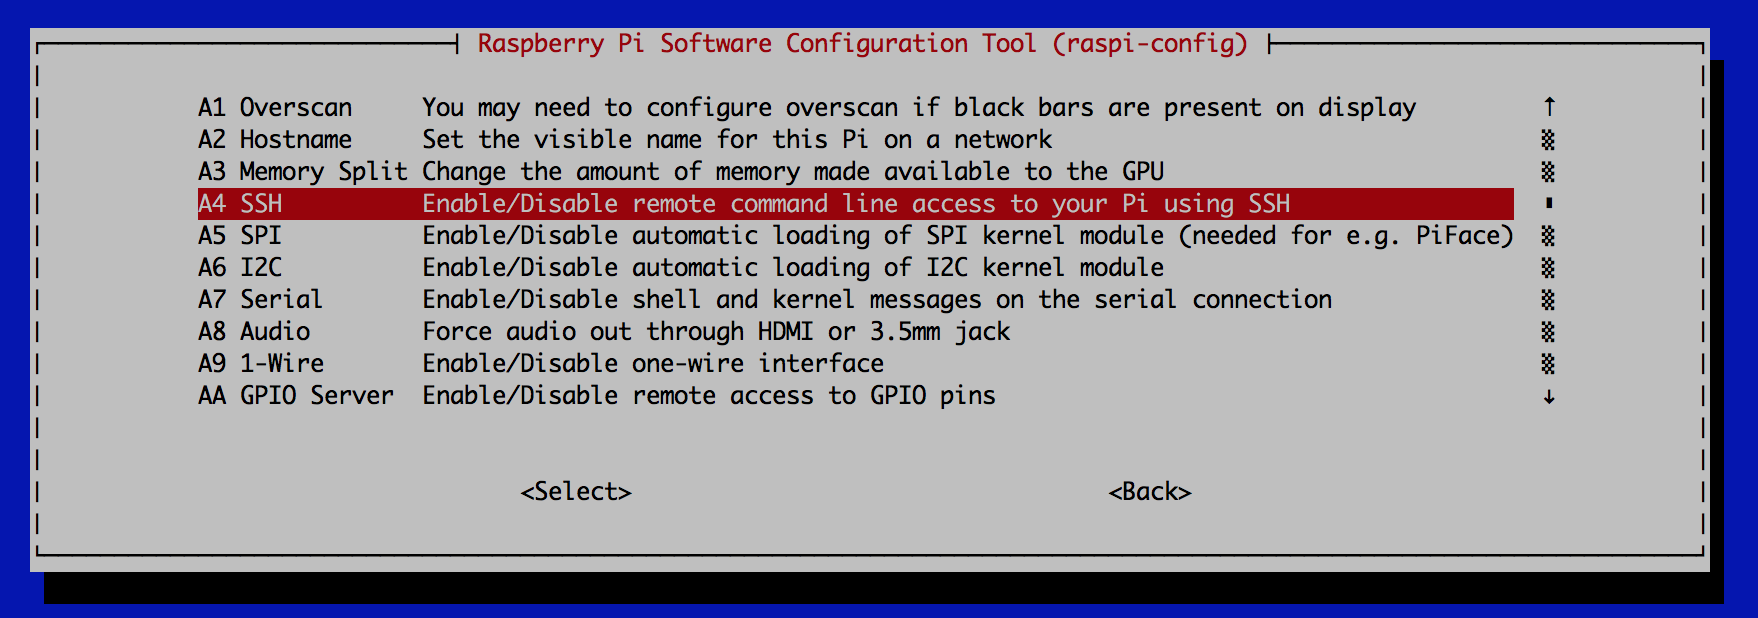 Raspberry Pi Software Configuration Tool (raspi-config)
A1 Overscan You may need to configure overscan if black bars are present on display
A2 Hostname Set the visible name for this Pi on a network
A3 Memory Split Change the amount of memory made available to the GPU
A4 SSH Enable/Disable remote command line access to your Pi using SSH
A5 SPI Enable/Disable automatic loading of SPI kernel module (needed for e.g. PiFace)
A6 I2C Enable/Disable automatic loading of I2C kernel module
A7 Serial Enable/Disable shell and kernel messages on the serial connection
A8 Audio Force audio out through HDMI or 3.5mm jack
A9 1-Wire Enable/Disable one-wire interface
AA GPIO Server Enable/Disable remote access to GPIO pins
<Select> <Back>